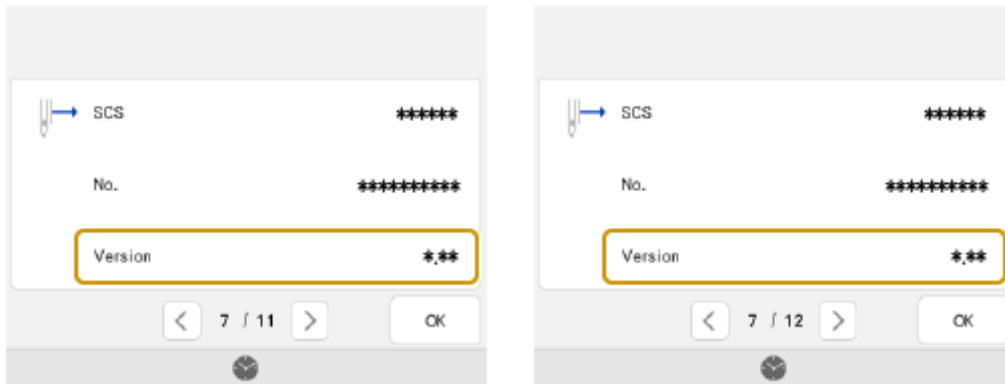 SCS ******
No. **********
Version *.**
7 / 11
OK
SCS ******
No. **********
Version *.**
7 / 12
OK